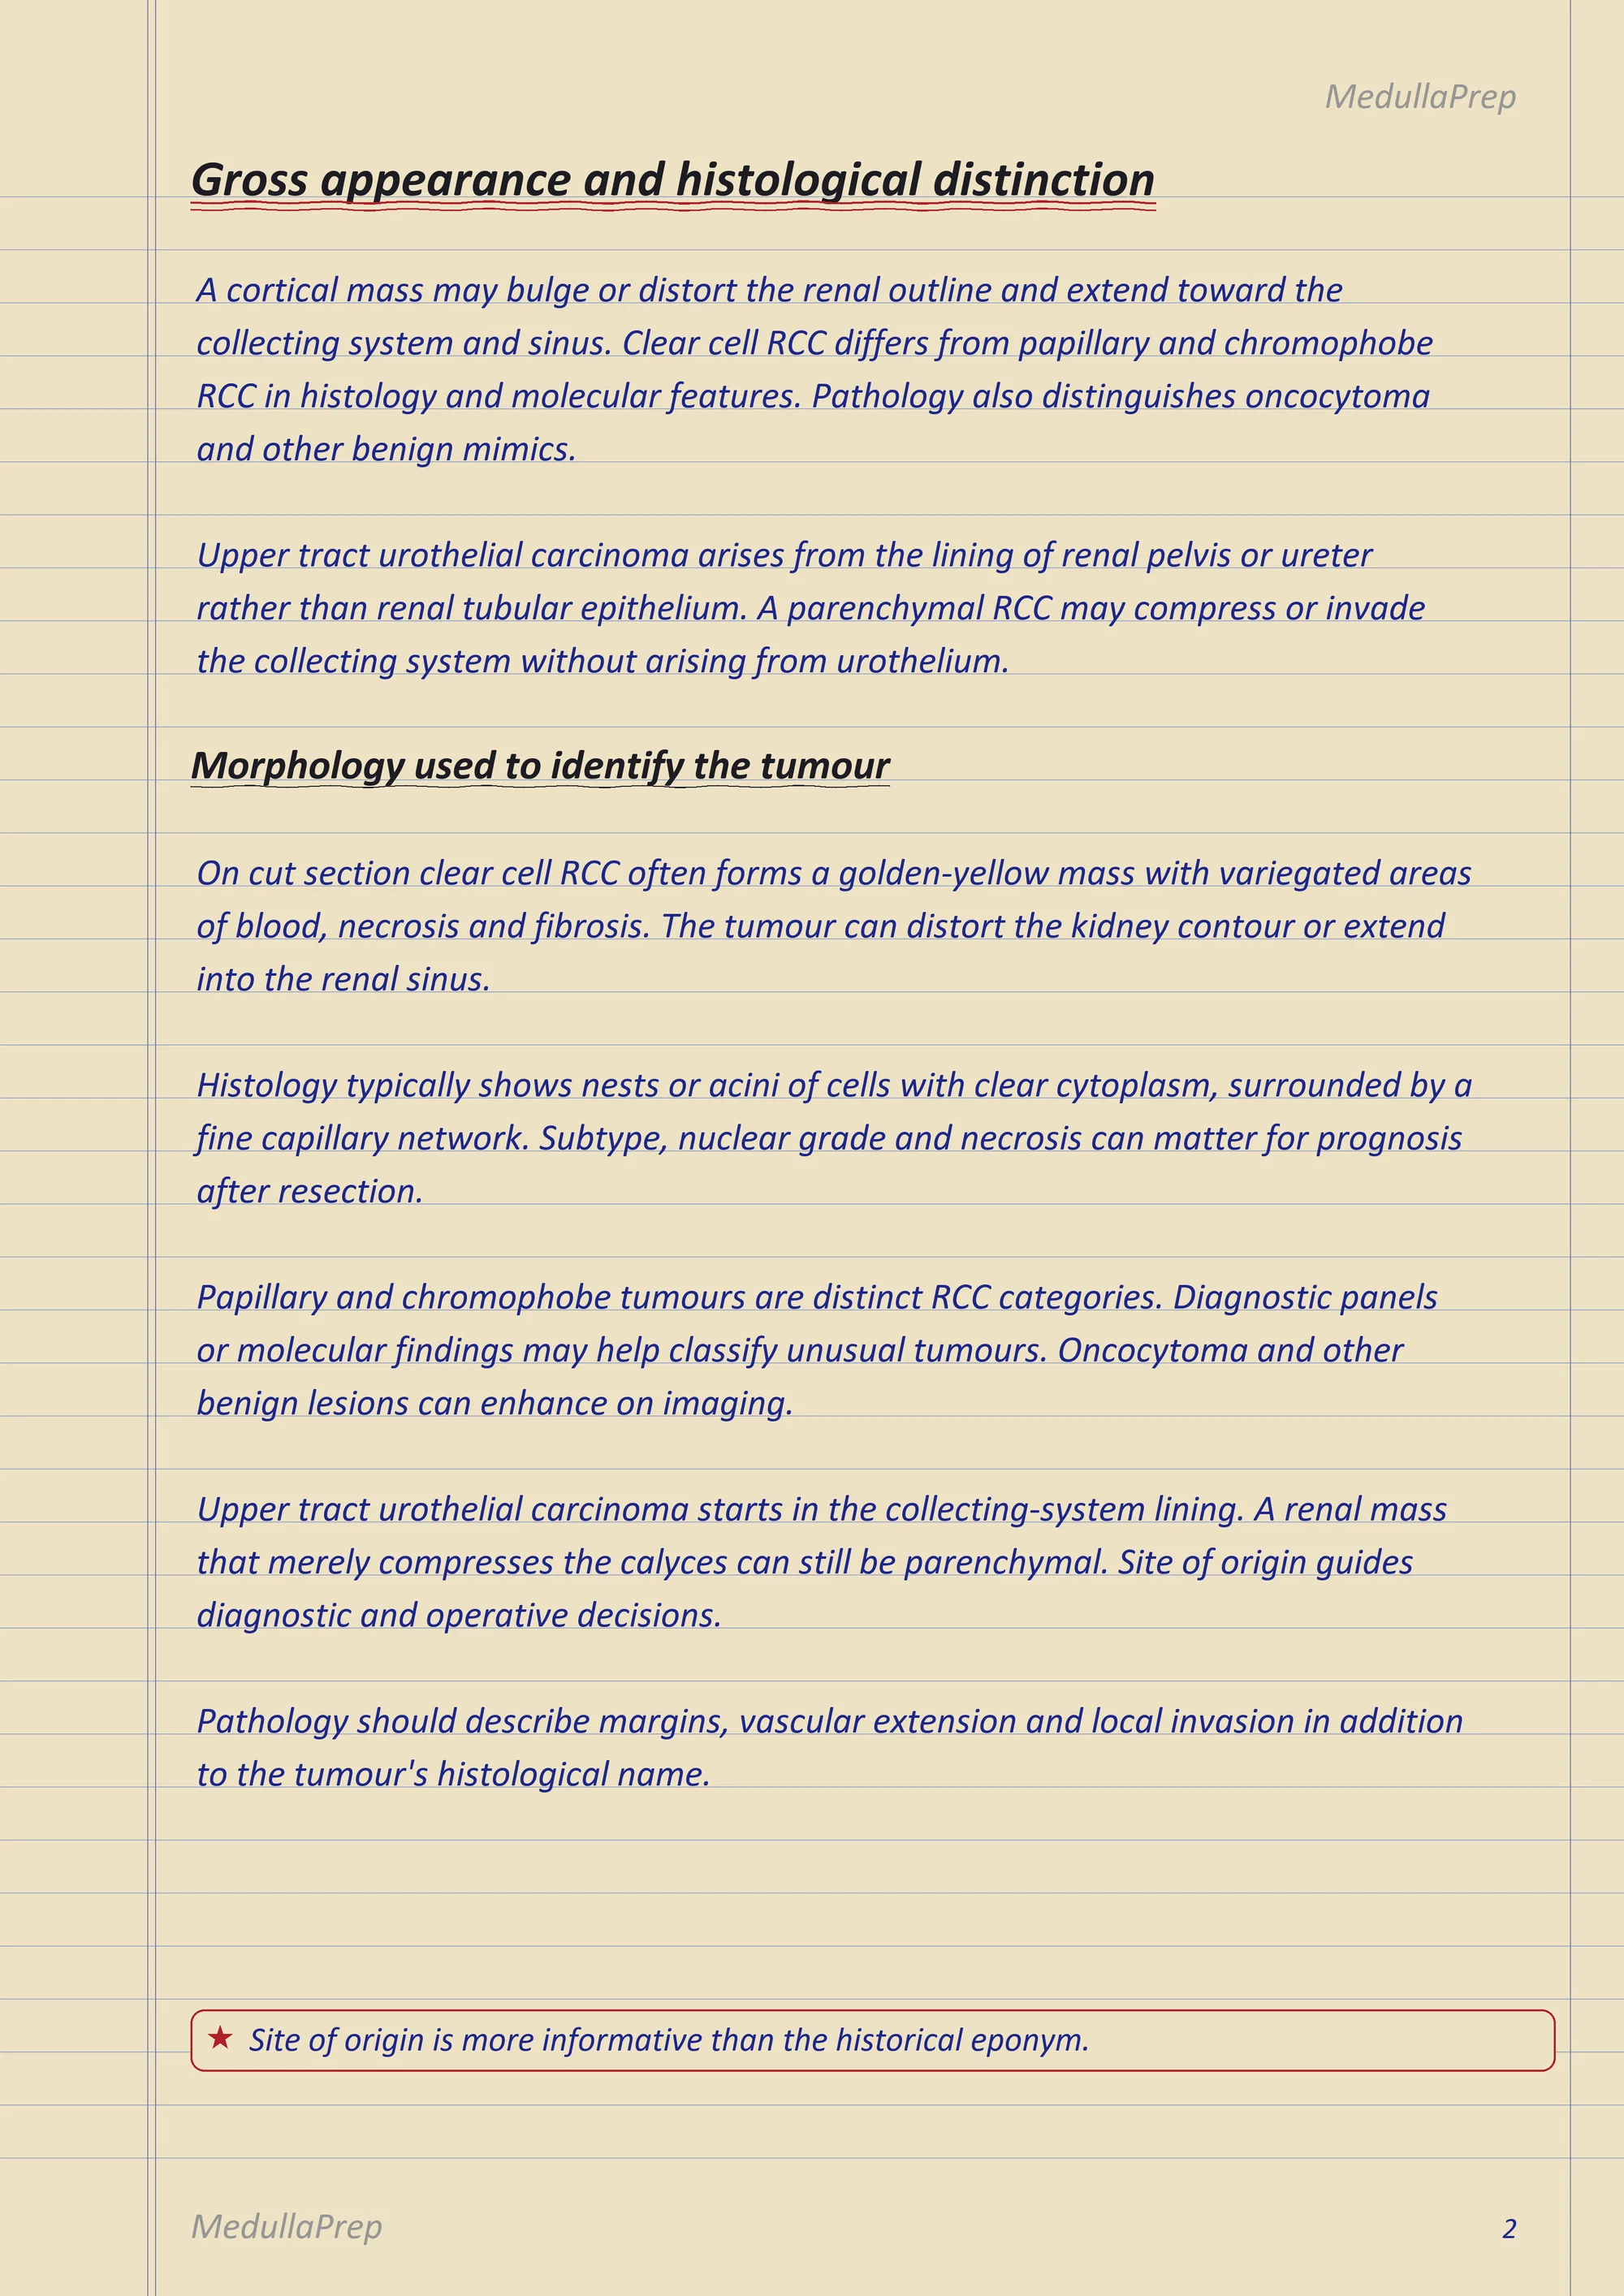 MedullaPrep
Gross appearance and histological distinction
A cortical mass may bulge or distort the renal outline and extend toward the
collecting system and sinus. Clear cell RCC differs from papillary and chromophobe
RCC in histology and molecular features. Pathology also distinguishes oncocytoma
and other benign mimics.
Upper tract urothelial carcinoma arises from the lining of renal pelvis or ureter
rather than renal tubular epithelium. A parenchymal RCC may compress or invade
the collecting system without arising from urothelium.
Morphology used to identify the tumour
On cut section clear cell RCC often forms a golden-yellow mass with variegated areas
of blood, necrosis and fibrosis. The tumour can distort the kidney contour or extend
into the renal sinus.
Histology typically shows nests or acini of cells with clear cytoplasm, surrounded by a
fine capillary network. Subtype, nuclear grade and necrosis can matter for prognosis
after resection.
Papillary and chromophobe tumours are distinct RCC categories. Diagnostic panels
or molecular findings may help classify unusual tumours. Oncocytoma and other
benign lesions can enhance on imaging.
Upper tract urothelial carcinoma starts in the collecting-system lining. A renal mass
that merely compresses the calyces can still be parenchymal. Site of origin guides
diagnostic and operative decisions.
Pathology should describe margins, vascular extension and local invasion in addition
to the tumour's histological name.
★ Site of origin is more informative than the historical eponym.
MedullaPrep
2